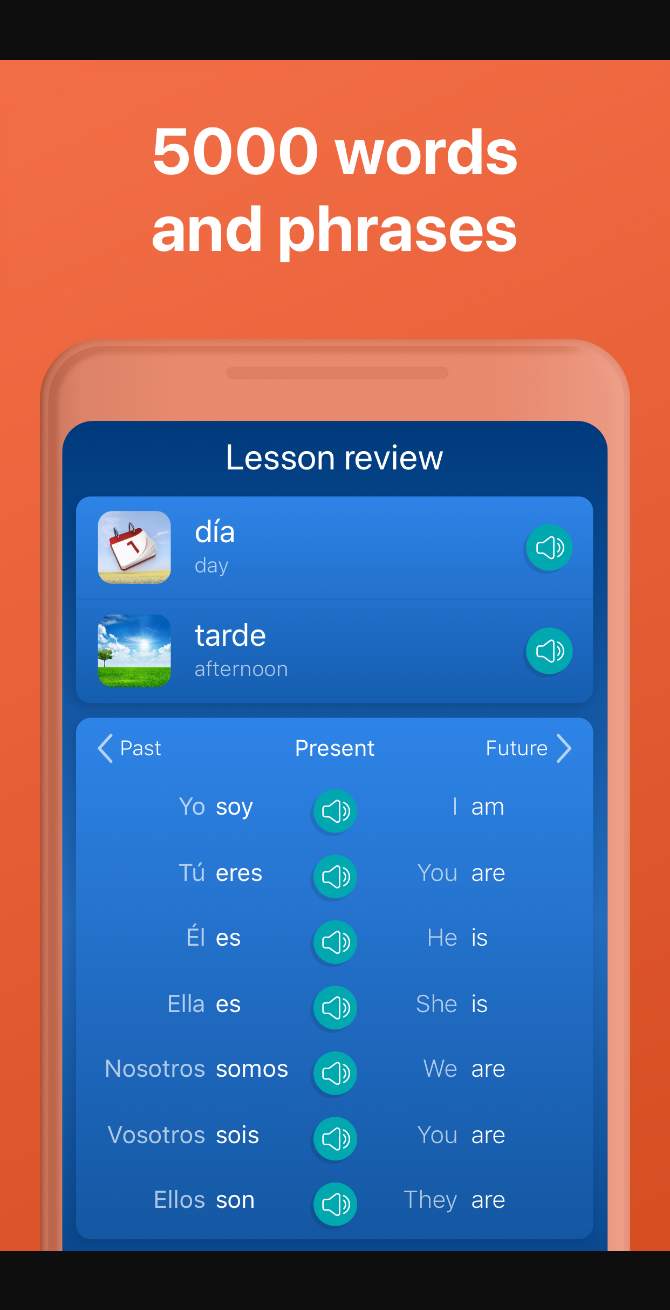 5000 words
and phrases
Lesson review
día
day
tarde
afternoon
Past Present Future
Yo soy I am
Tú eres You are
Él es He is
Ella es She is
Nosotros somos We are
Vosotros sois You are
Ellos son They are